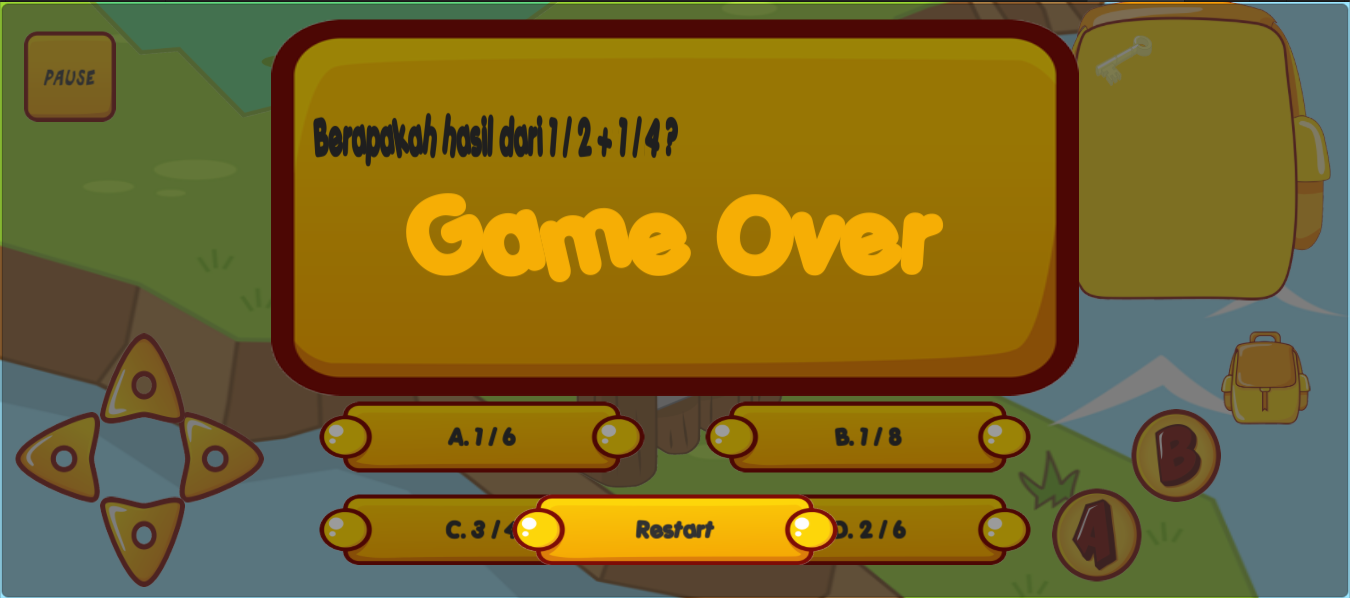 PAUSE
Berapakah hasil dari 1 / 2 + 1 / 4 ?
Game Over
A. 1 / 6
B. 1 / 8
C. 3 / 4
Restart
D. 2 / 6
B
A